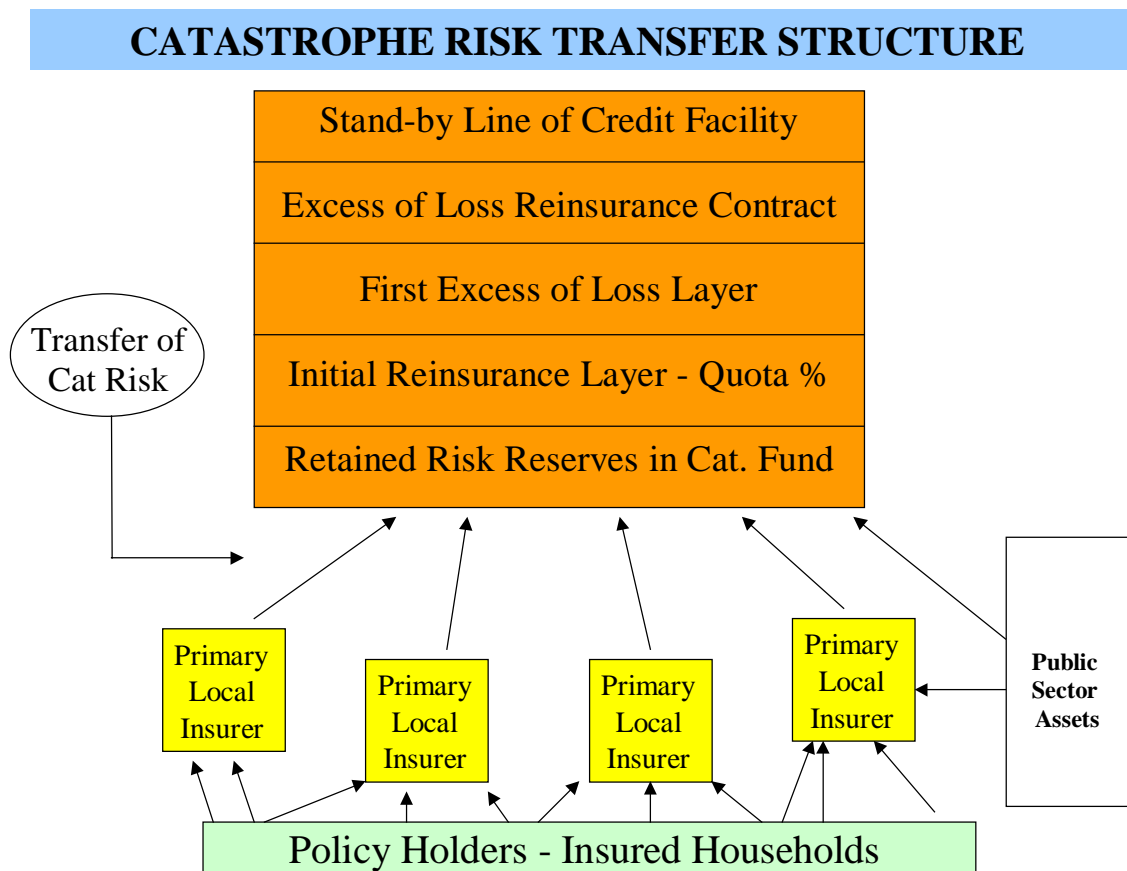 CATASTROPHE RISK TRANSFER STRUCTURE
Stand-by Line of Credit Facility
Excess of Loss Reinsurance Contract
First Excess of Loss Layer
Initial Reinsurance Layer - Quota %
Retained Risk Reserves in Cat. Fund
Transfer of
Cat Risk
Primary
Local
Insurer
Primary
Local
Insurer
Primary
Local
Insurer
Primary
Local
Insurer
Public
Sector
Assets
Policy Holders - Insured Households